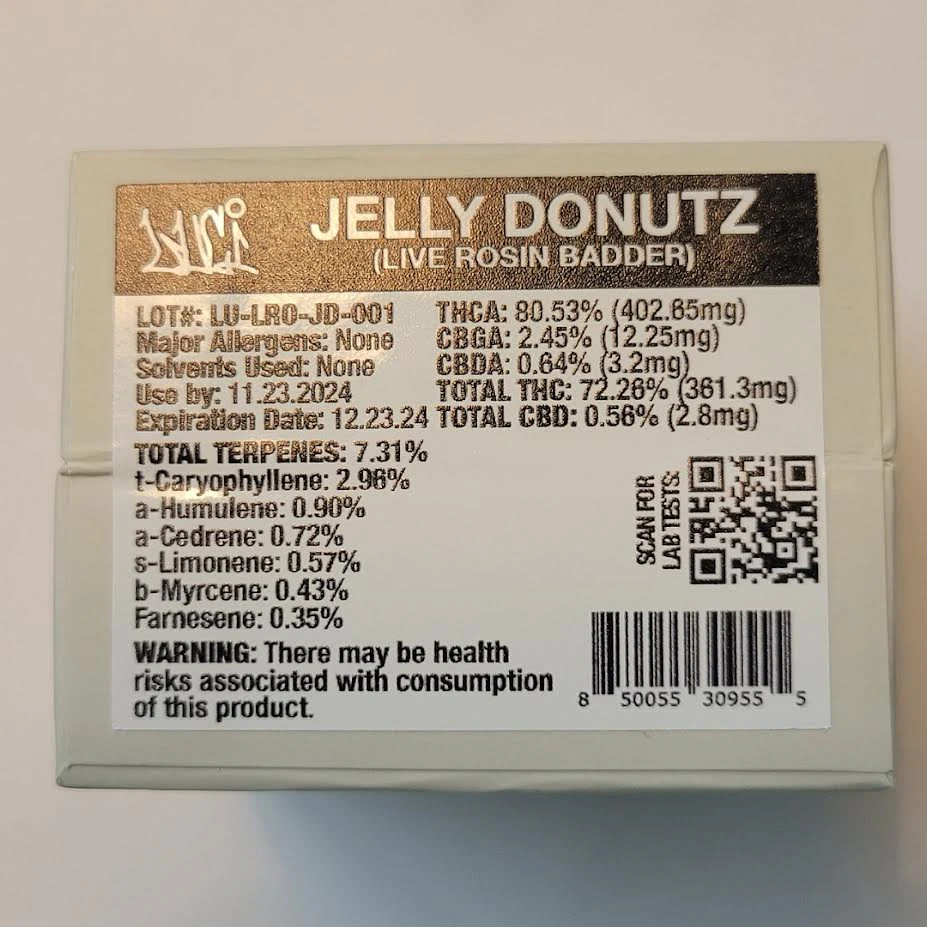 LUCI
JELLY DONUTZ
(LIVE ROSIN BADDER)
LOT#: LU-LRO-JD-001
Major Allergens: None
Solvents Used: None
Use by: 11.23.2024
Expiration Date: 12.23.24
THCA: 80.53% (402.65mg)
CBGA: 2.45% (12.25mg)
CBDA: 0.64% (3.2mg)
TOTAL THC: 72.26% (361.3mg)
TOTAL CBD: 0.56% (2.8mg)
TOTAL TERPENES: 7.31%
t-Caryophyllene: 2.96%
a-Humulene: 0.90%
a-Cedrene: 0.72%
s-Limonene: 0.57%
b-Myrcene: 0.43%
Farnesene: 0.35%
WARNING: There may be health
risks associated with consumption
of this product.
SCAN FOR
LAB TESTS:
8 50055 30955 5